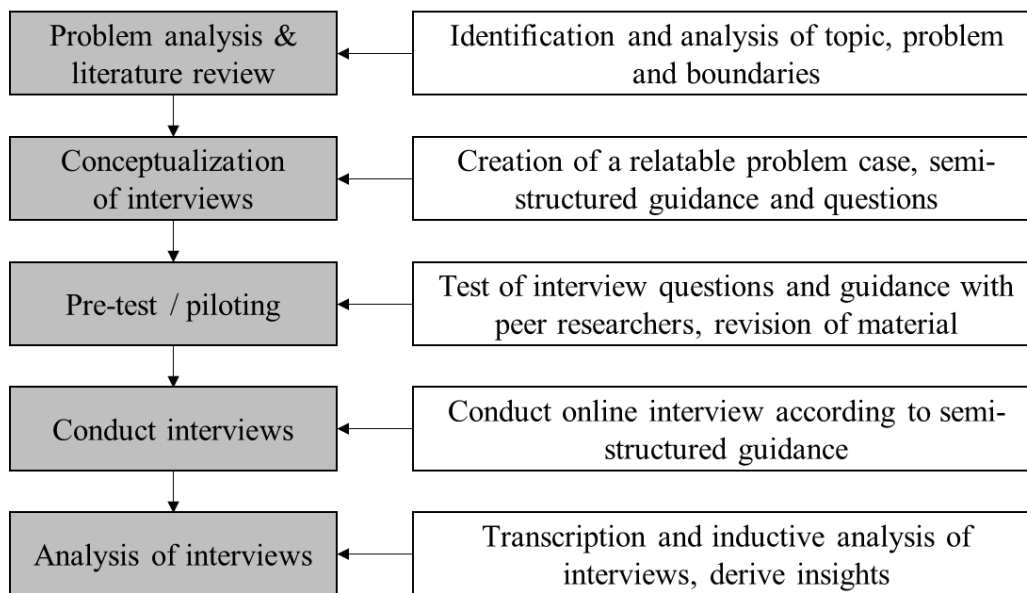 Problem analysis &
literature review
Identification and analysis of topic, problem
and boundaries
Conceptualization
of interviews
Creation of a relatable problem case, semi-
structured guidance and questions
Pre-test / piloting
Test of interview questions and guidance with
peer researchers, revision of material
Conduct interviews
Conduct online interview according to semi-
structured guidance
Analysis of interviews
Transcription and inductive analysis of
interviews, derive insights